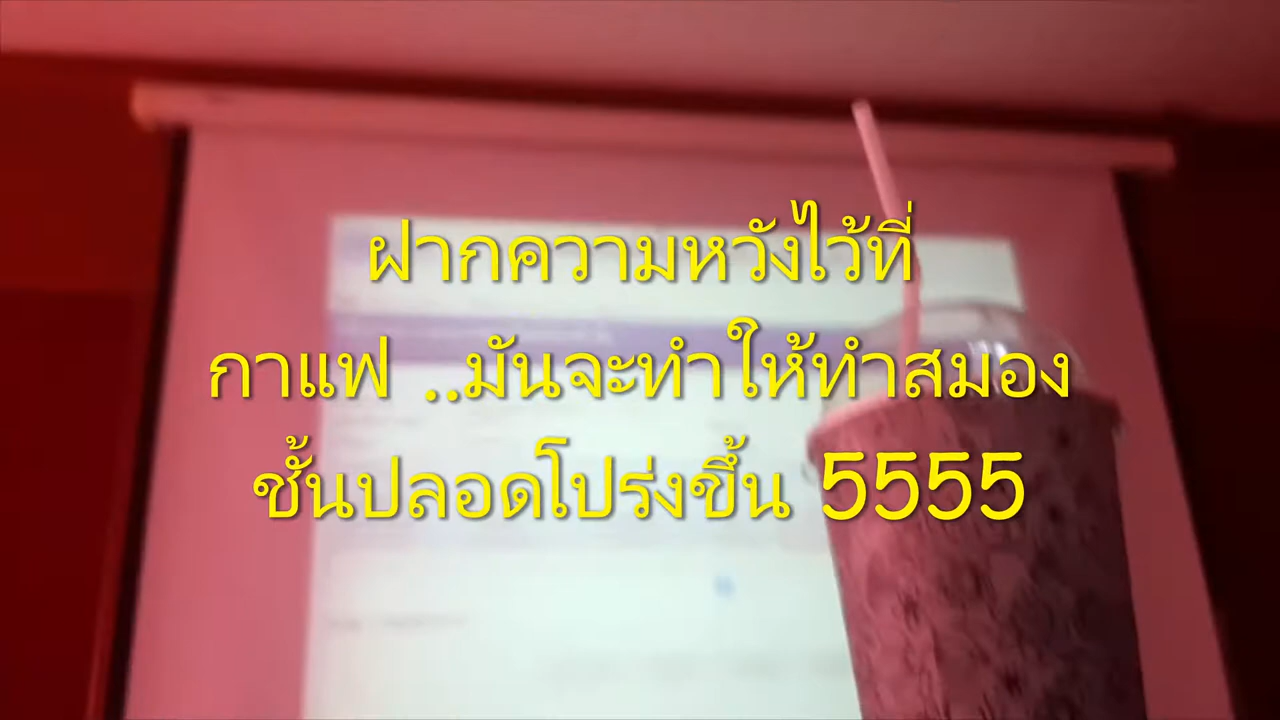 ฝากความหวังไว้ที่
กาแฟ ..มันจะทำให้ทำสมอง
ชั้นปลอดโปร่งขึ้น 5555